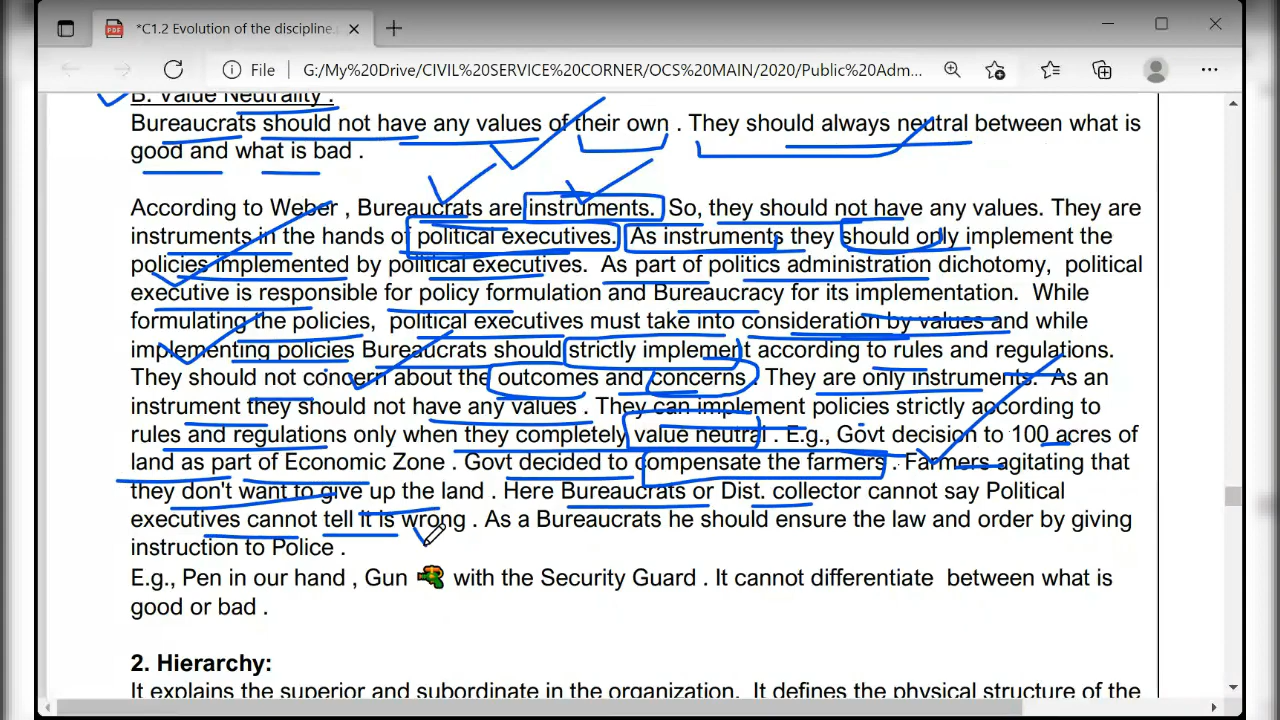 *C1.2 Evolution of the discipline.
File
G:/My%20Drive/CIVIL%20SERVICE%20CORNER/OCS%20MAIN/2020/Public%20Adm...
B. Value Neutrality :
Bureaucrats should not have any values of their own . They should always neutral between what is
good and what is bad .
According to Weber , Bureaucrats are instruments. So, they should not have any values. They are
instruments in the hands of political executives. As instruments they should only implement the
policies implemented by political executives. As part of politics administration dichotomy, political
executive is responsible for policy formulation and Bureaucracy for its implementation. While
formulating the policies, political executives must take into consideration by values and while
implementing policies Bureaucrats should strictly implement according to rules and regulations.
They should not concern about the outcomes and concerns . They are only instruments. As an
instrument they should not have any values . They can implement policies strictly according to
rules and regulations only when they completely value neutral . E.g., Govt decision to 100 acres of
land as part of Economic Zone . Govt decided to compensate the farmers . Farmers agitating that
they don't want to give up the land . Here Bureaucrats or Dist. collector cannot say Political
executives cannot tell it is wrong . As a Bureaucrats he should ensure the law and order by giving
instruction to Police .
E.g., Pen in our hand , Gun with the Security Guard . It cannot differentiate between what is
good or bad .
2. Hierarchy:
It explains the superior and subordinate in the organization. It defines the physical structure of the